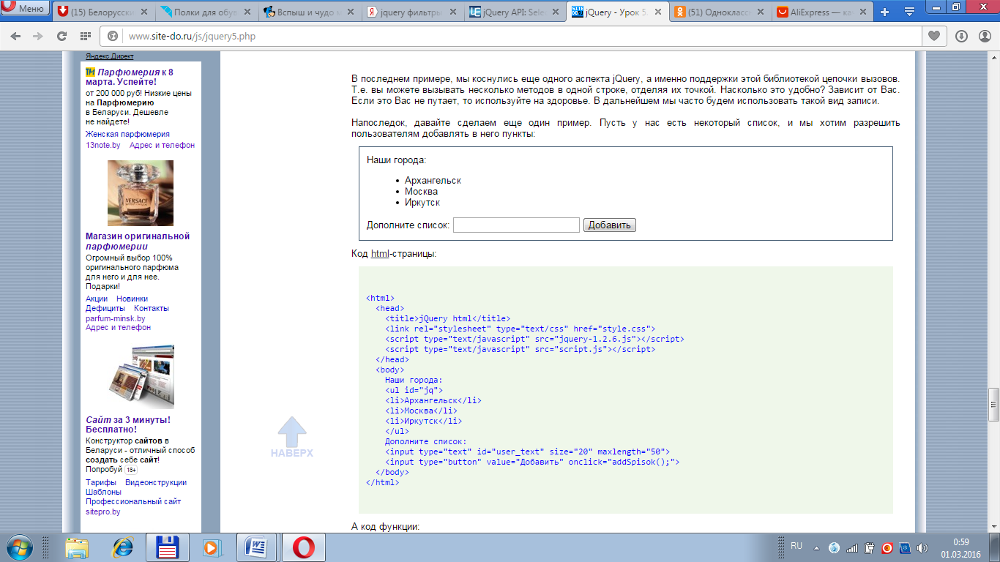 Меню
(15) Белорусски
Полки для обув
Вспыш и чудо м
jquery фильтры
jQuery API: Sele
jQuery - Урок 5.
(51) Одноклассн
AliExpress — ка
www.site-do.ru/js/jquery5.php
Яндекс.Директ
Парфюмерия к 8
марта. Успейте!
от 200 000 руб! Низкие цены
на Парфюмерию
в Беларуси. Дешевле
не найдете!
Женская парфюмерия
13note.by Адрес и телефон
VERSACE
Магазин оригинальной
парфюмерии
Огромный выбор 100%
оригинального парфюма
для него и для нее.
Подарки!
Акции Новинки
Дефициты Контакты
parfum-minsk.by
Адрес и телефон
Сайт за 3 минуты!
Бесплатно!
Конструктор сайтов в
Беларуси - отличный способ
создать себе сайт!
Попробуй 18+
Тарифы Видеонструкции
Шаблоны
Профессиональный сайт
sitepro.by
НАВЕРХ
В последнем примере, мы коснулись еще одного аспекта jQuery, а именно поддержки этой библиотекой цепочки вызовов.
Т.е. вы можете вызывать несколько методов в одной строке, отделяя их точкой. Насколько это удобно? Зависит от Вас.
Если это Вас не путает, то используйте на здоровье. В дальнейшем мы часто будем использовать такой вид записи.
Напоследок, давайте сделаем еще один пример. Пусть у нас есть некоторый список, и мы хотим разрешить
пользователям добавлять в него пункты:
Наши города:
• Архангельск
• Москва
• Иркутск
Дополните список: Добавить
Код html-страницы:
<html>
<head>
<title>jQuery html</title>
<link rel="stylesheet" type="text/css" href="style.css">
<script type="text/javascript" src="jquery-1.2.6.js"></script>
<script type="text/javascript" src="script.js"></script>
</head>
<body>
Наши города:
<ul id="jq">
<li>Архангельск</li>
<li>Москва</li>
<li>Иркутск</li>
</ul>
Дополните список:
<input type="text" id="user_text" size="20" maxlength="50">
<input type="button" value="Добавить" onclick="addSpisok();">
</body>
</html>
А код функции:
RU
0:59
01.03.2016